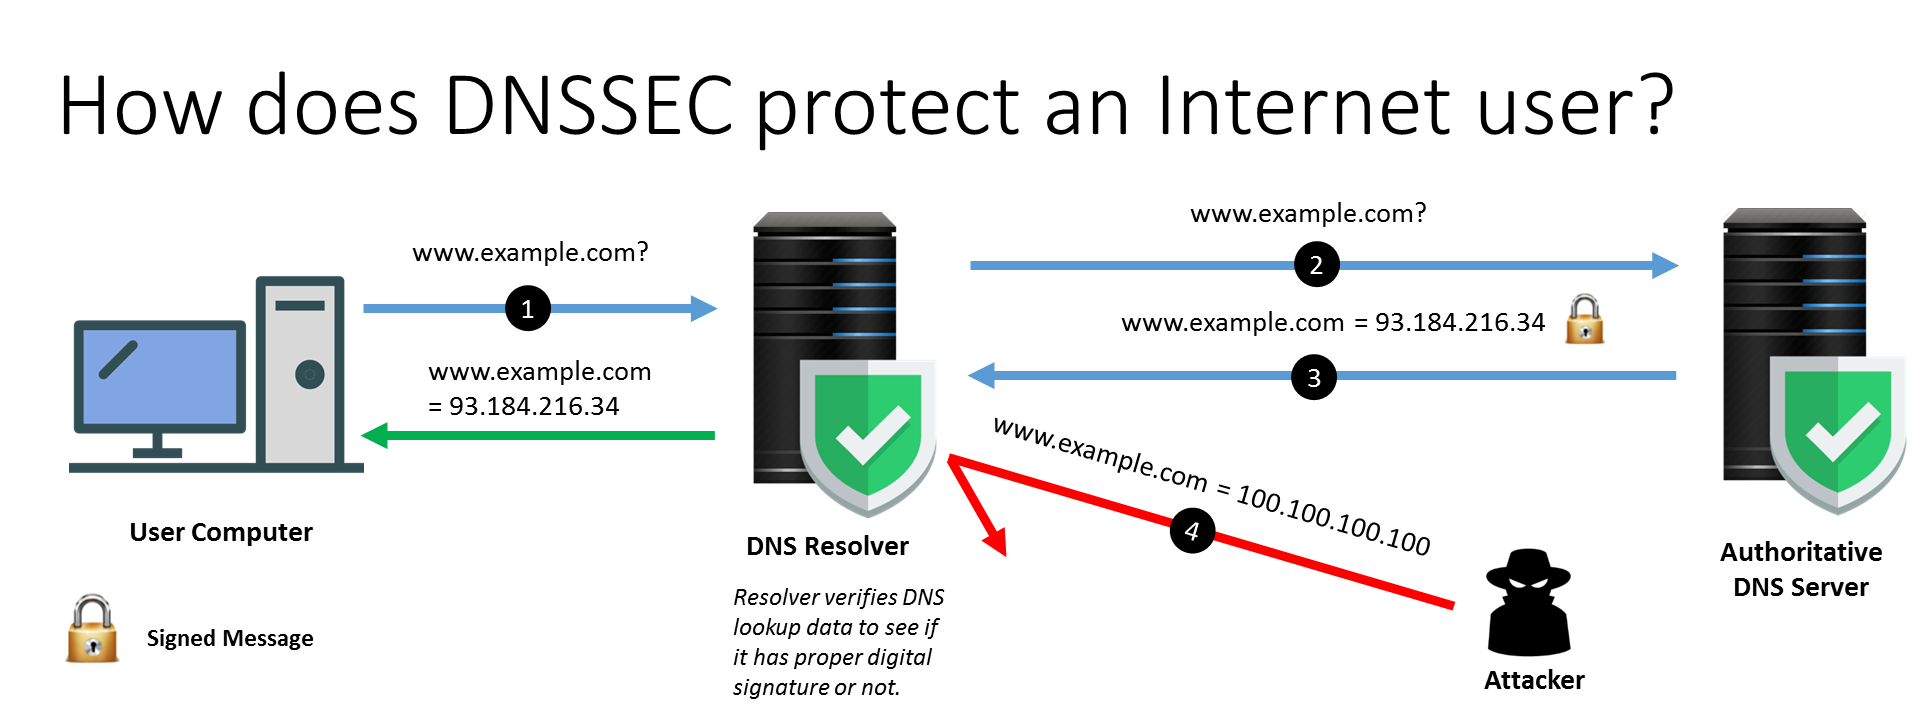 How does DNSSEC protect an Internet user?
www.example.com?
1
www.example.com
= 93.184.216.34
www.example.com?
2
www.example.com = 93.184.216.34
3
www.example.com = 100.100.100.100
4
User Computer
DNS Resolver
Resolver verifies DNS
lookup data to see if
it has proper digital
signature or not.
Authoritative
DNS Server
Attacker
Signed Message